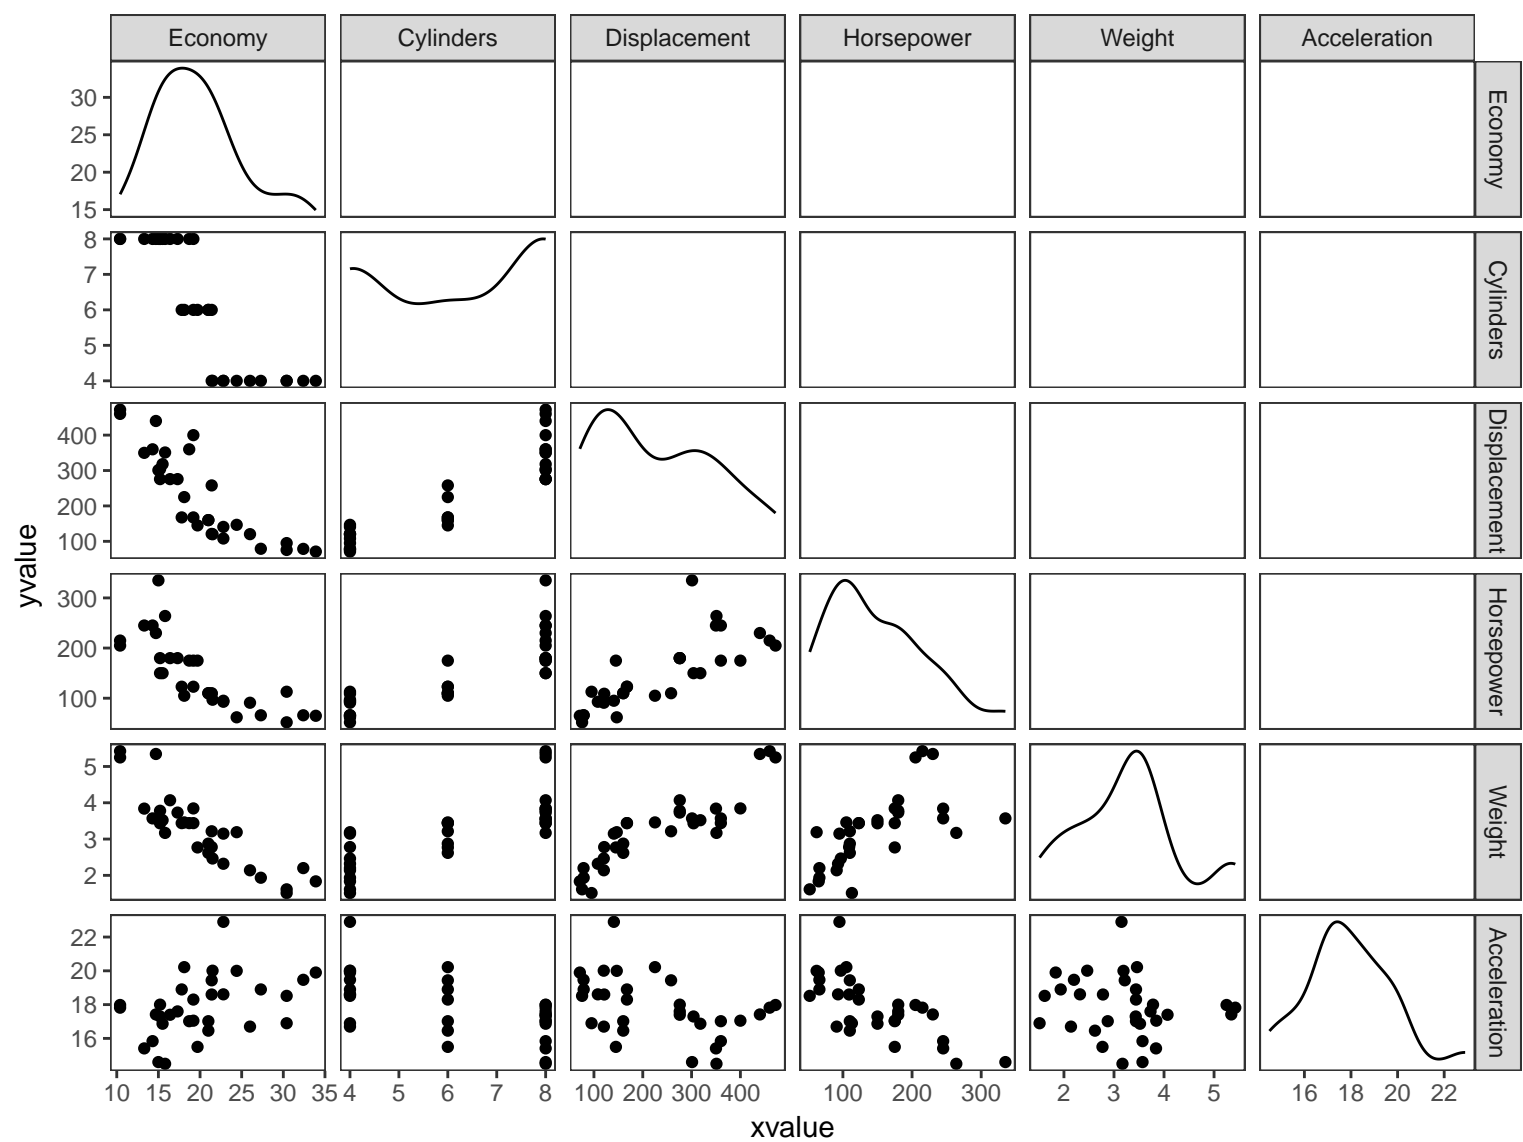 Economy Cylinders Displacement Horsepower Weight Acceleration
30
25
20
15
Economy
8
7
6
5
4
Cylinders
400
300
200
100
Displacement
yvalue
300
200
100
Horsepower
5
4
3
2
Weight
22
20
18
16
Acceleration
10 15 20 25 30 35 4 5 6 7 8 100 200 300 400 100 200 300 2 3 4 5 16 18 20 22
xvalue